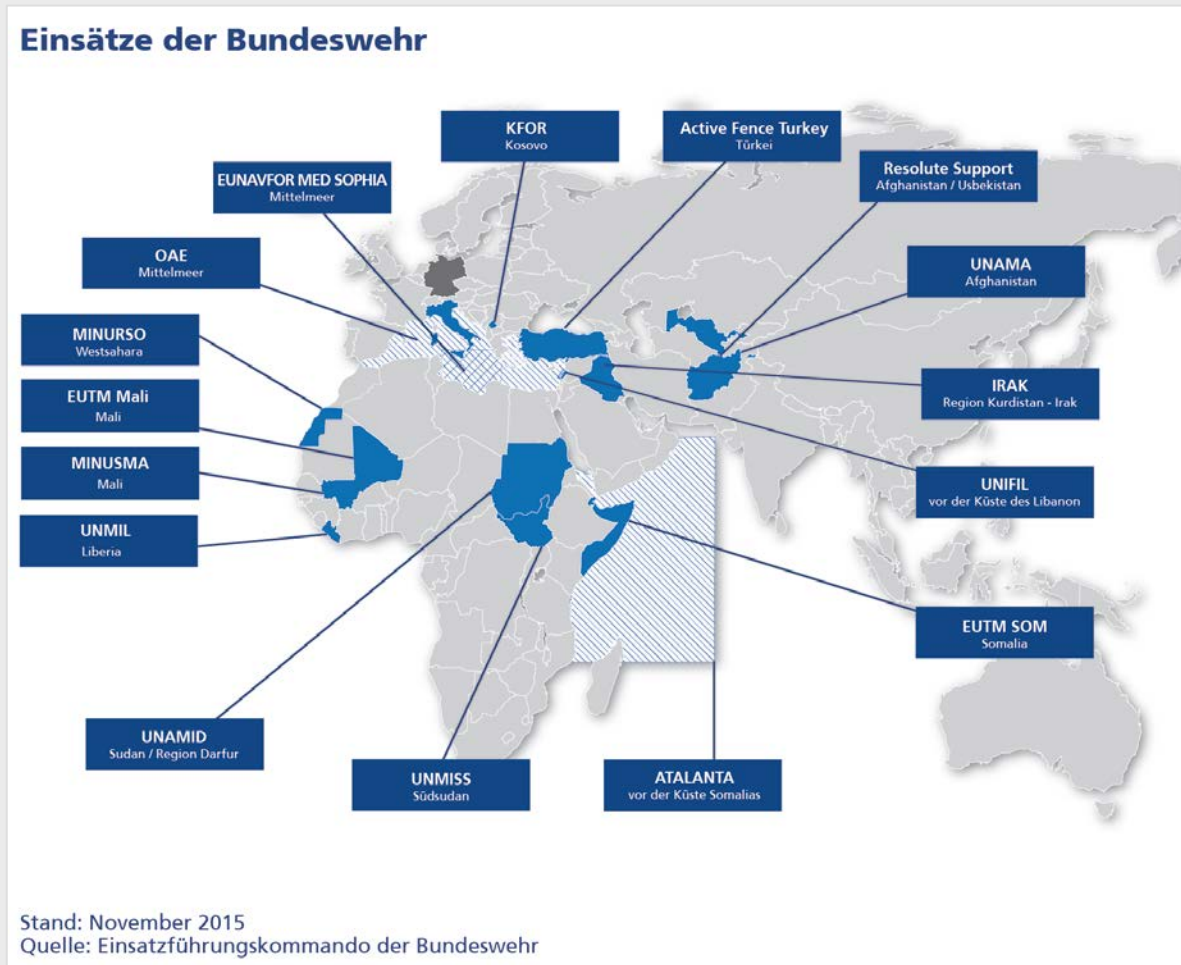 Einsätze der Bundeswehr
KFOR
Kosovo
Active Fence Turkey
Türkei
EUNAVFOR MED SOPHIA
Mittelmeer
Resolute Support
Afghanistan / Usbekistan
OAE
Mittelmeer
UNAMA
Afghanistan
MINURSO
Westsahara
IRAK
Region Kurdistan - Irak
EUTM Mali
Mali
MINUSMA
Mali
UNIFIL
vor der Küste des Libanon
UNMIL
Liberia
EUTM SOM
Somalia
UNAMID
Sudan / Region Darfur
UNMISS
Südsudan
ATALANTA
vor der Küste Somalias
Stand: November 2015
Quelle: Einsatzführungskommando der Bundeswehr